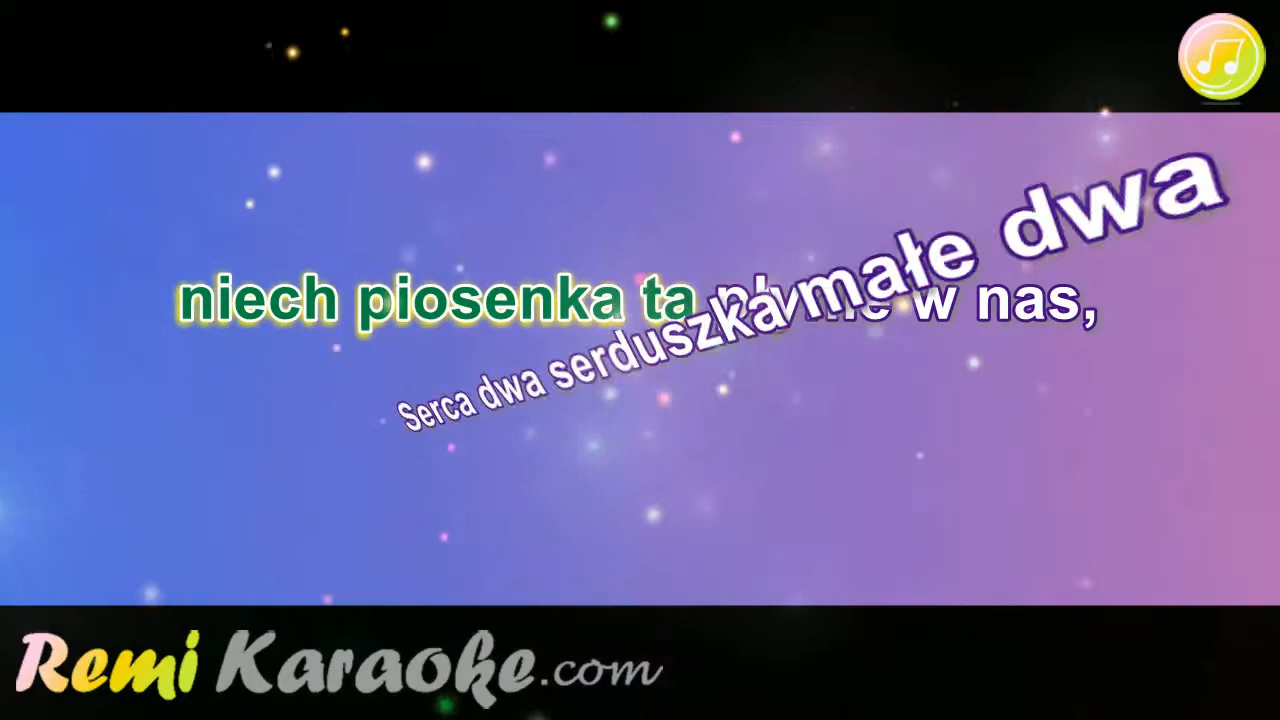 niech piosenka ta w nas,
Serca dwa serduszka małe dwa
Remi Karaoke.com